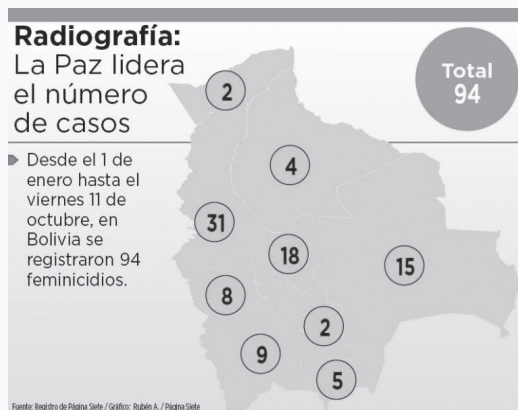 Radiografía:
La Paz lidera
el número
de casos
Total
94
Desde el 1 de
enero hasta el
viernes 11 de
octubre, en
Bolivia se
registraron 94
feminicidios.
2
4
31
18
15
8
2
9
5
Fuente: Registro de Página Siete / Gráfico: Rubén A. / Página Siete